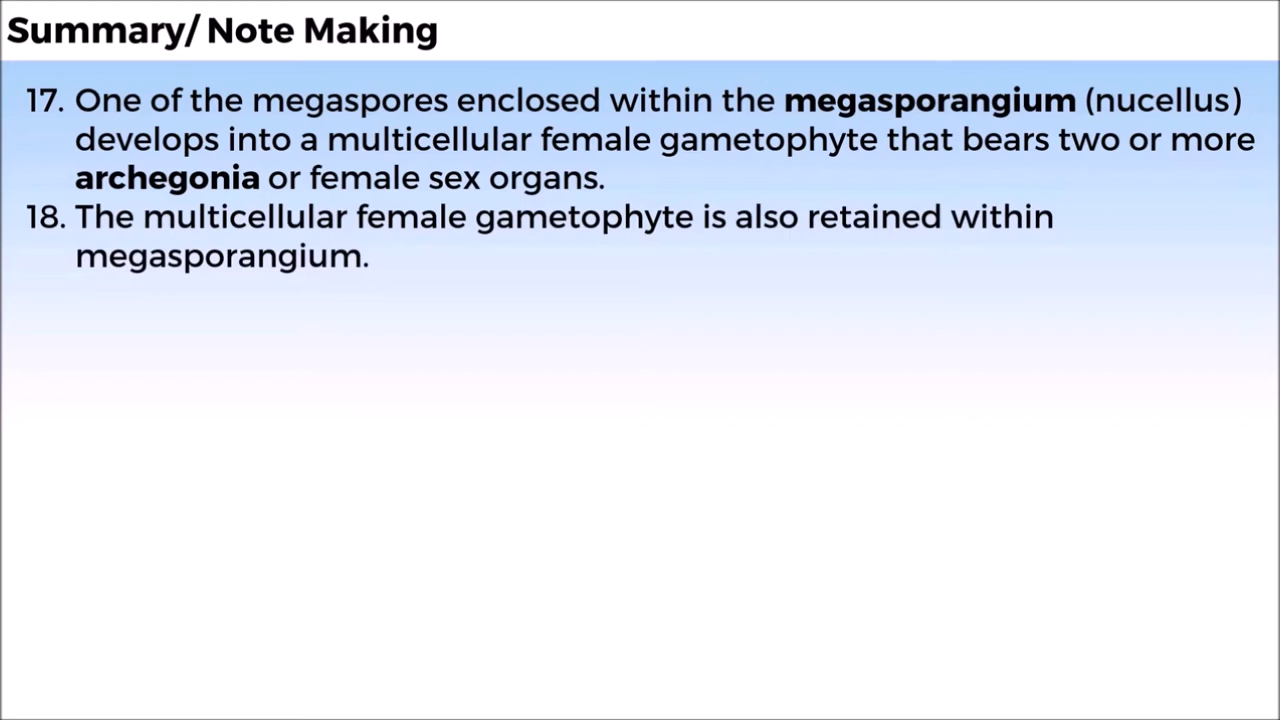 Summary/ Note Making
17. One of the megaspores enclosed within the megasporangium (nucellus)
develops into a multicellular female gametophyte that bears two or more
archegonia or female sex organs.
18. The multicellular female gametophyte is also retained within
megasporangium.